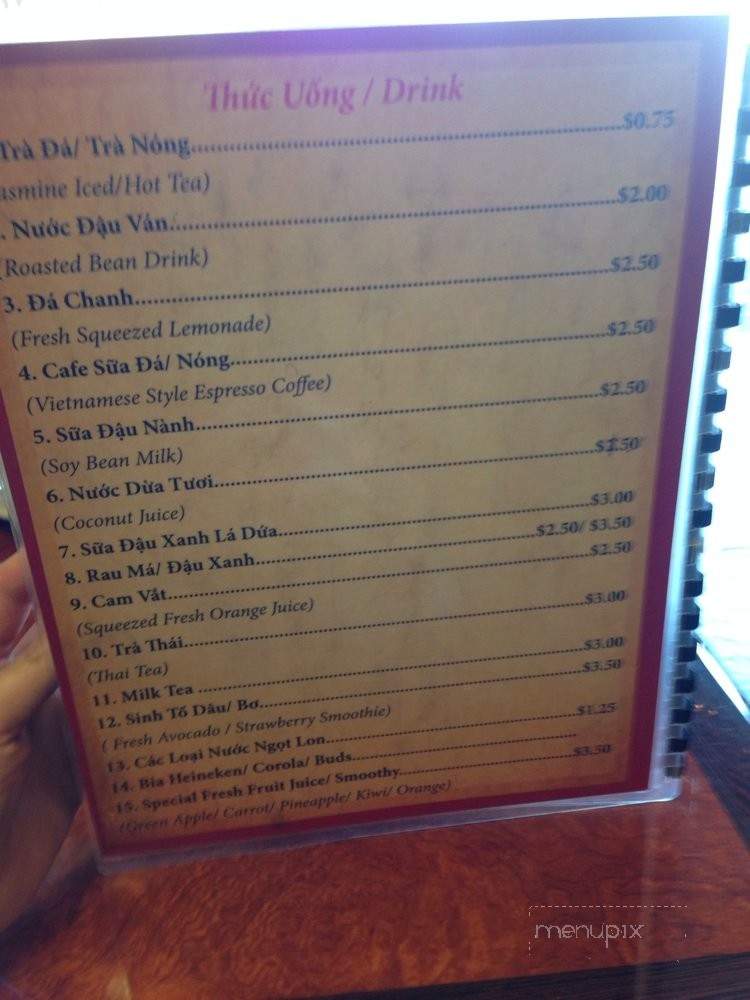 Thức Uống / Drink
Trà Đá/ Trà Nóng..........$0.75
asmine Iced/Hot Tea)
. Nước Đậu Ván..........$2.00
(Roasted Bean Drink)
3. Đá Chanh..........$2.50
(Fresh Squeezed Lemonade)
4. Cafe Sữa Đá/ Nóng..........$2.50
(Vietnamese Style Espresso Coffee)
5. Sữa Đậu Nành..........$2.50
(Soy Bean Milk)
6. Nước Dừa Tươi..........$2.50
(Coconut Juice)
7. Sữa Đậu Xanh Lá Dứa..........$3.00
8. Rau Má/ Đậu Xanh..........$2.50/ $3.50
9. Cam Vắt..........$2.50
(Squeezed Fresh Orange Juice)
10. Trà Thái..........$3.00
(Thai Tea)
11. Milk Tea ..........$3.00
12. Sinh Tố Dâu/ Bơ..........$3.50
( Fresh Avocado / Strawberry Smoothie)
13. Các Loại Nước Ngọt Lon..........$1.25
14. Bia Heineken/ Corola/ Buds..........
15. Special Fresh Fruit Juice/ Smoothy..........$3.50
(Green Apple/ Carrot/ Pineapple/ Kiwi/ Orange)
menupix